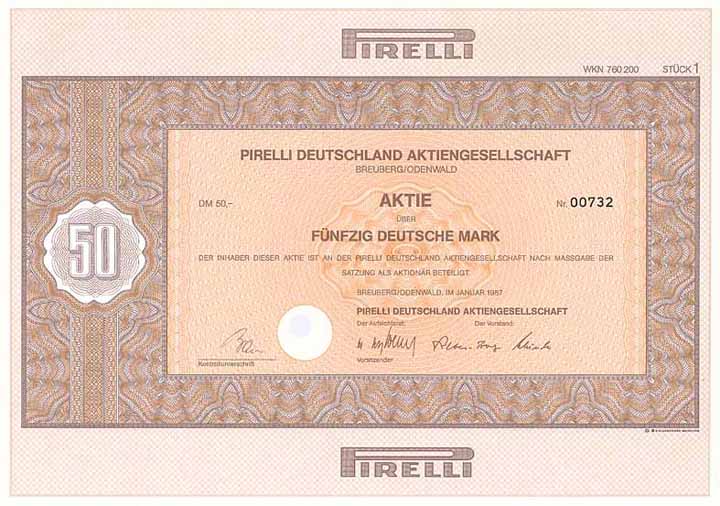 PIRELLI
WKN 760 200 STÜCK 1
PIRELLI DEUTSCHLAND AKTIENGESELLSCHAFT
BREUBERG/ODENWALD
DM 50,- AKTIE Nr. 00732
ÜBER
FÜNFZIG DEUTSCHE MARK
50
DER INHABER DIESER AKTIE IST AN DER PIRELLI DEUTSCHLAND AKTIENGESELLSCHAFT NACH MASSGABE DER
SATZUNG ALS AKTIONÄR BETEILIGT.
BREUBERG/ODENWALD, IM JANUAR 1987
PIRELLI DEUTSCHLAND AKTIENGESELLSCHAFT
Der Aufsichtsrat: Der Vorstand:
Kontrollunterschrift Vorsitzender
PIRELLI